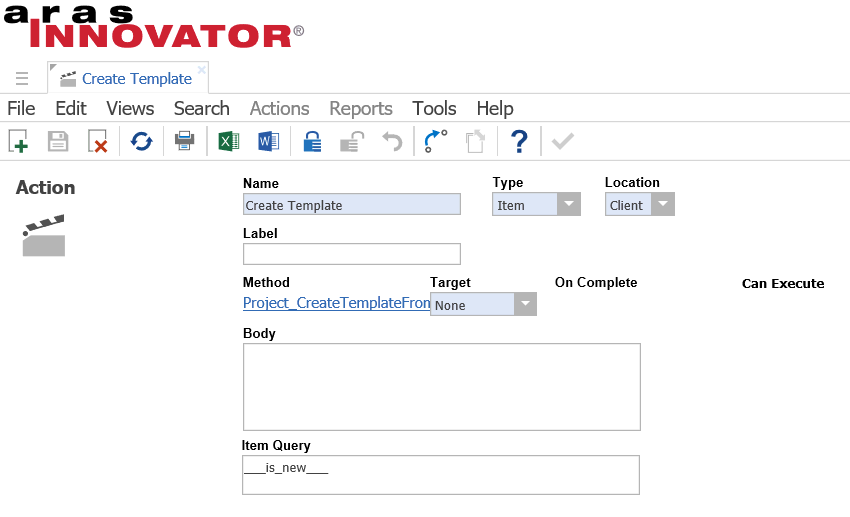 aras
INNOVATOR®
Create Template
File Edit Views Search Actions Reports Tools Help
Action
Name Type Location
Create Template Item Client
Label
Method Target On Complete Can Execute
Project_CreateTemplateFron None
Body
Item Query
___is_new___